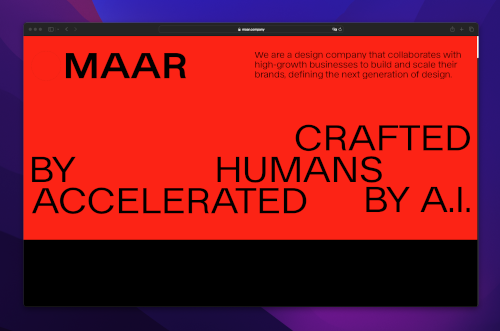 maar.company
MAAR
We are a design company that collaborates with
high-growth businesses to build and scale their
brands, defining the next generation of design.
CRAFTED
BY HUMANS
ACCELERATED BY A.I.